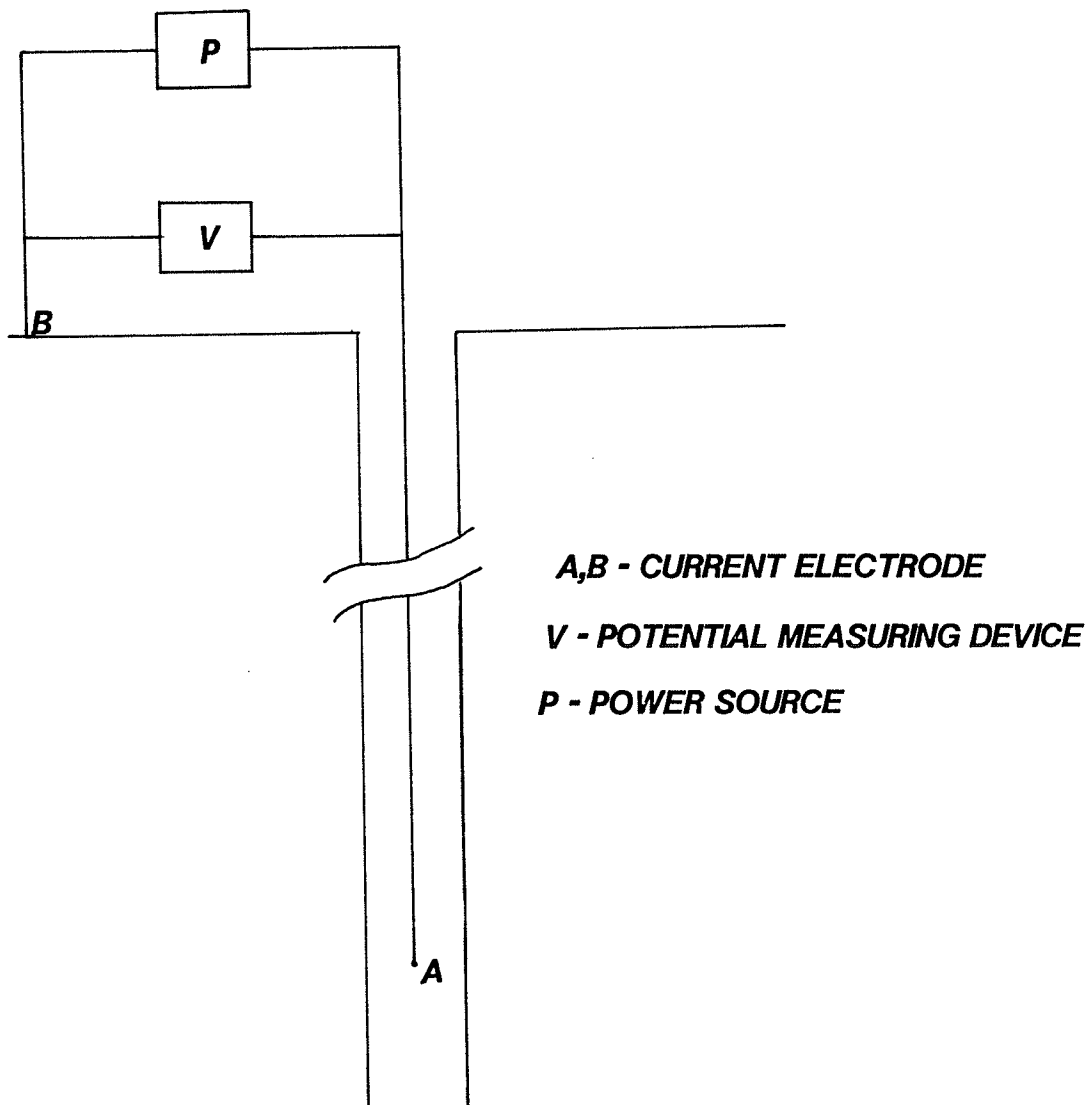 P
V
B
A,B - CURRENT ELECTRODE
V - POTENTIAL MEASURING DEVICE
P - POWER SOURCE
A